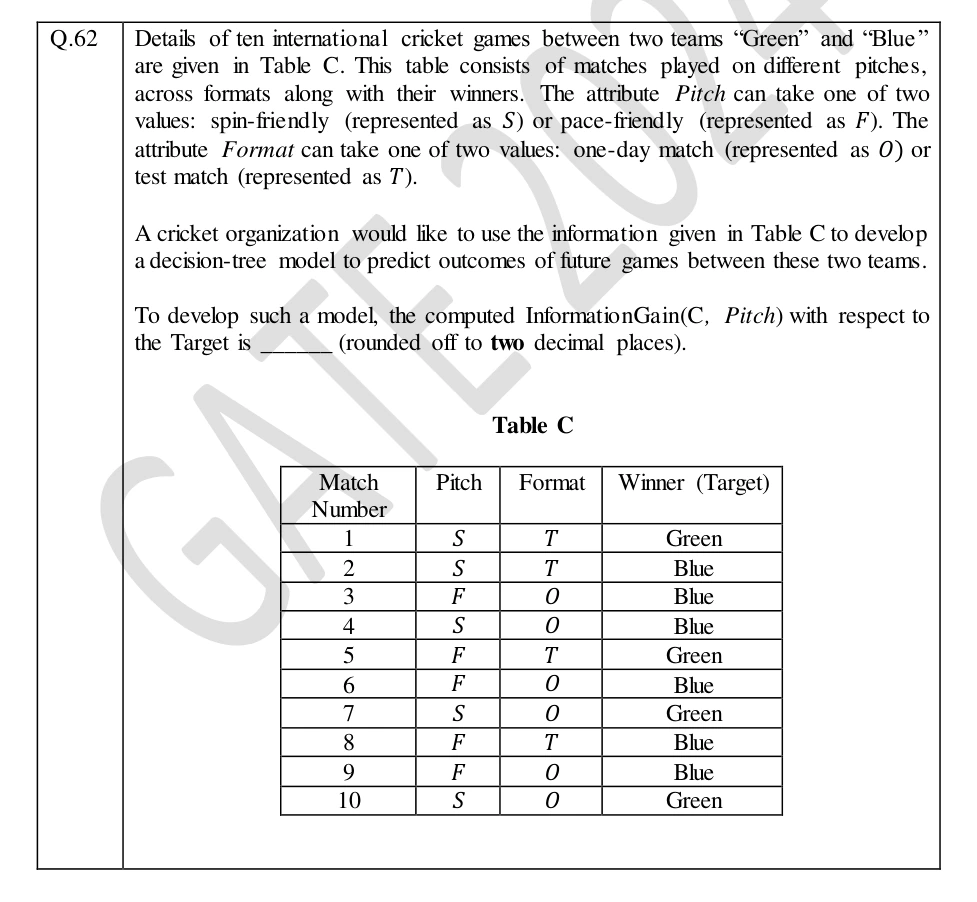 Q.62
Details of ten international cricket games between two teams “Green” and “Blue”
are given in Table C. This table consists of matches played on different pitches,
across formats along with their winners. The attribute Pitch can take one of two
values: spin-friendly (represented as S) or pace-friendly (represented as F). The
attribute Format can take one of two values: one-day match (represented as O) or
test match (represented as T).
A cricket organization would like to use the information given in Table C to develop
a decision-tree model to predict outcomes of future games between these two teams.
To develop such a model, the computed InformationGain(C, Pitch) with respect to
the Target is ______ (rounded off to two decimal places).
Table C
Match Number Pitch Format Winner (Target)
1 S T Green
2 S T Blue
3 F O Blue
4 S O Blue
5 F T Green
6 F O Blue
7 S O Green
8 F T Blue
9 F O Blue
10 S O Green
GATE 2024